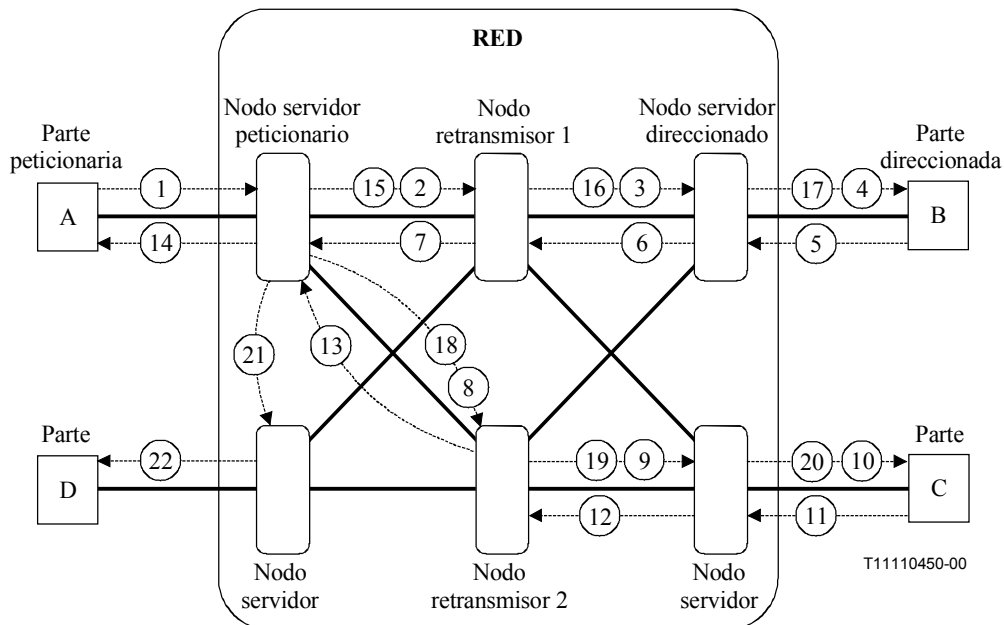 RED
Nodo servidor
peticionario
Nodo
retransmisor 1
Nodo servidor
direccionado
Parte
peticionaria
Parte
direccionada
1
15
2
16
3
17
4
A
B
14
7
6
5
21
13
18
8
Parte
Parte
22
19
9
20
10
D
C
12
11
Nodo
servidor
Nodo
retransmisor 2
Nodo
servidor
T11110450-00